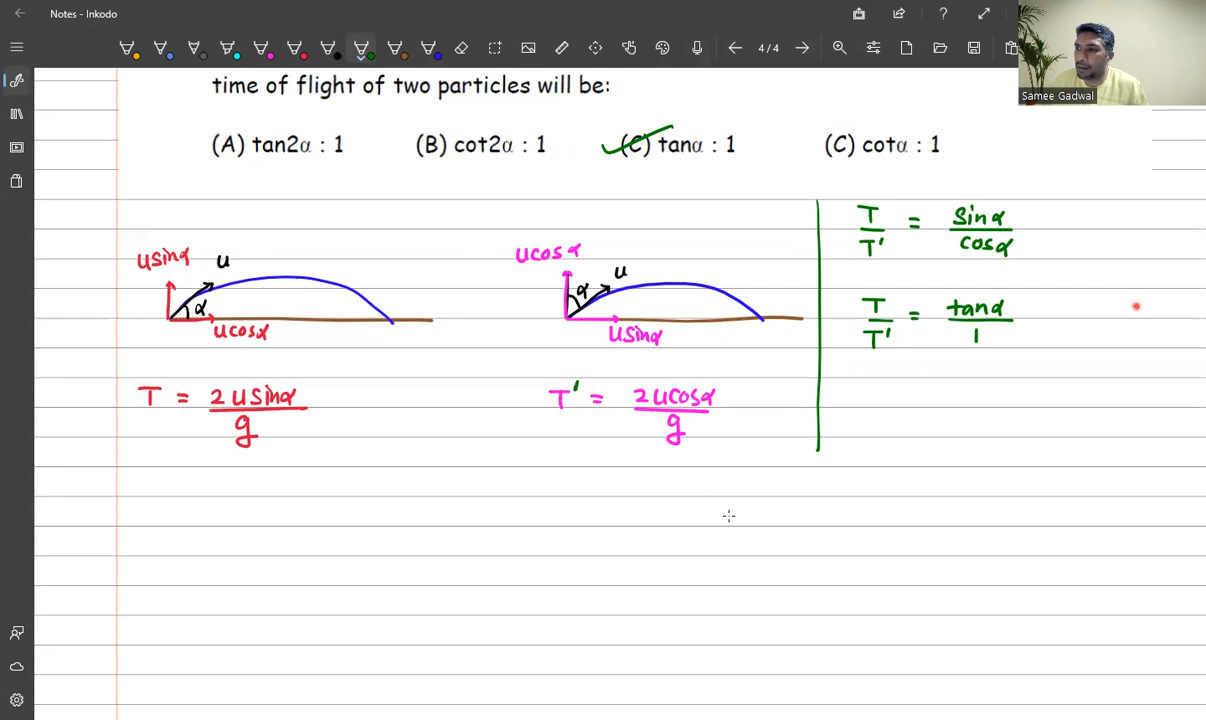 Notes - Inkodo
4/4
Samee Gadwal
time of flight of two particles will be:
(A) tan2α : 1 (B) cot2α : 1 (C) tanα : 1 (C) cotα : 1
usinα u α ucosα
ucosα u α usinα
T = 2usinα / g
T' = 2ucosα / g
T / T' = Sinα / cosα
T / T' = tanα / 1